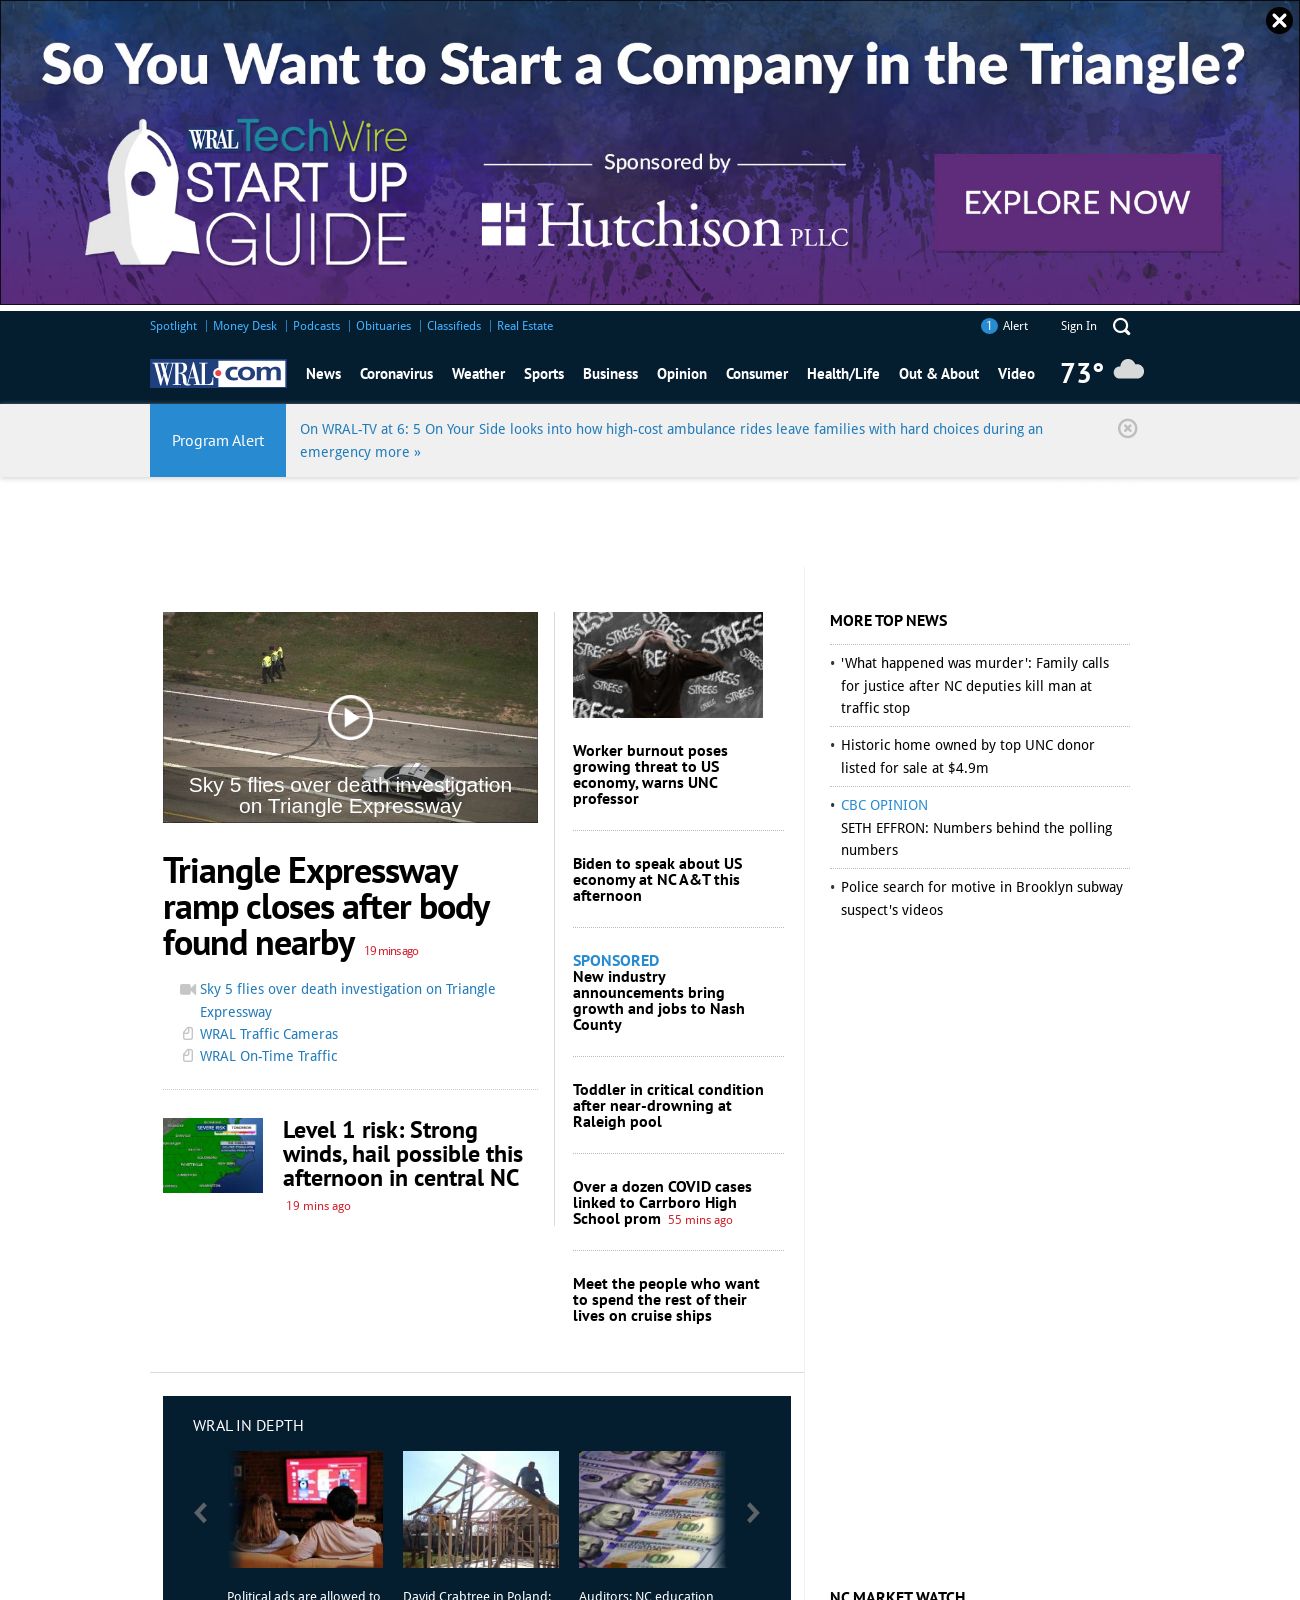 So You Want to Start a Company in the Triangle?
WRAL TechWire
START UP
GUIDE
Sponsored by
Hutchison PLLC
EXPLORE NOW
Spotlight
Money Desk
Podcasts
Obituaries
Classifieds
Real Estate
1 Alert
Sign In
WRAL.com
News
Coronavirus
Weather
Sports
Business
Opinion
Consumer
Health/Life
Out & About
Video
73°
Program Alert
On WRAL-TV at 6: 5 On Your Side looks into how high-cost ambulance rides leave families with hard choices during an
emergency more »
Sky 5 flies over death investigation
on Triangle Expressway
Triangle Expressway
ramp closes after body
found nearby 19 mins ago
Sky 5 flies over death investigation on Triangle
Expressway
WRAL Traffic Cameras
WRAL On-Time Traffic
Level 1 risk: Strong
winds, hail possible this
afternoon in central NC
19 mins ago
STRESS
STRESS
STRESS
STRESS
STRESS
Worker burnout poses
growing threat to US
economy, warns UNC
professor
Biden to speak about US
economy at NC A&T this
afternoon
SPONSORED
New industry
announcements bring
growth and jobs to Nash
County
Toddler in critical condition
after near-drowning at
Raleigh pool
Over a dozen COVID cases
linked to Carrboro High
School prom 55 mins ago
Meet the people who want
to spend the rest of their
lives on cruise ships
MORE TOP NEWS
• 'What happened was murder': Family calls
for justice after NC deputies kill man at
traffic stop
• Historic home owned by top UNC donor
listed for sale at $4.9m
• CBC OPINION
SETH EFFRON: Numbers behind the polling
numbers
• Police search for motive in Brooklyn subway
suspect's videos
WRAL IN DEPTH
Political ads are allowed to
David Crabtree in Poland:
Auditors: NC education
NC MARKET WATCH